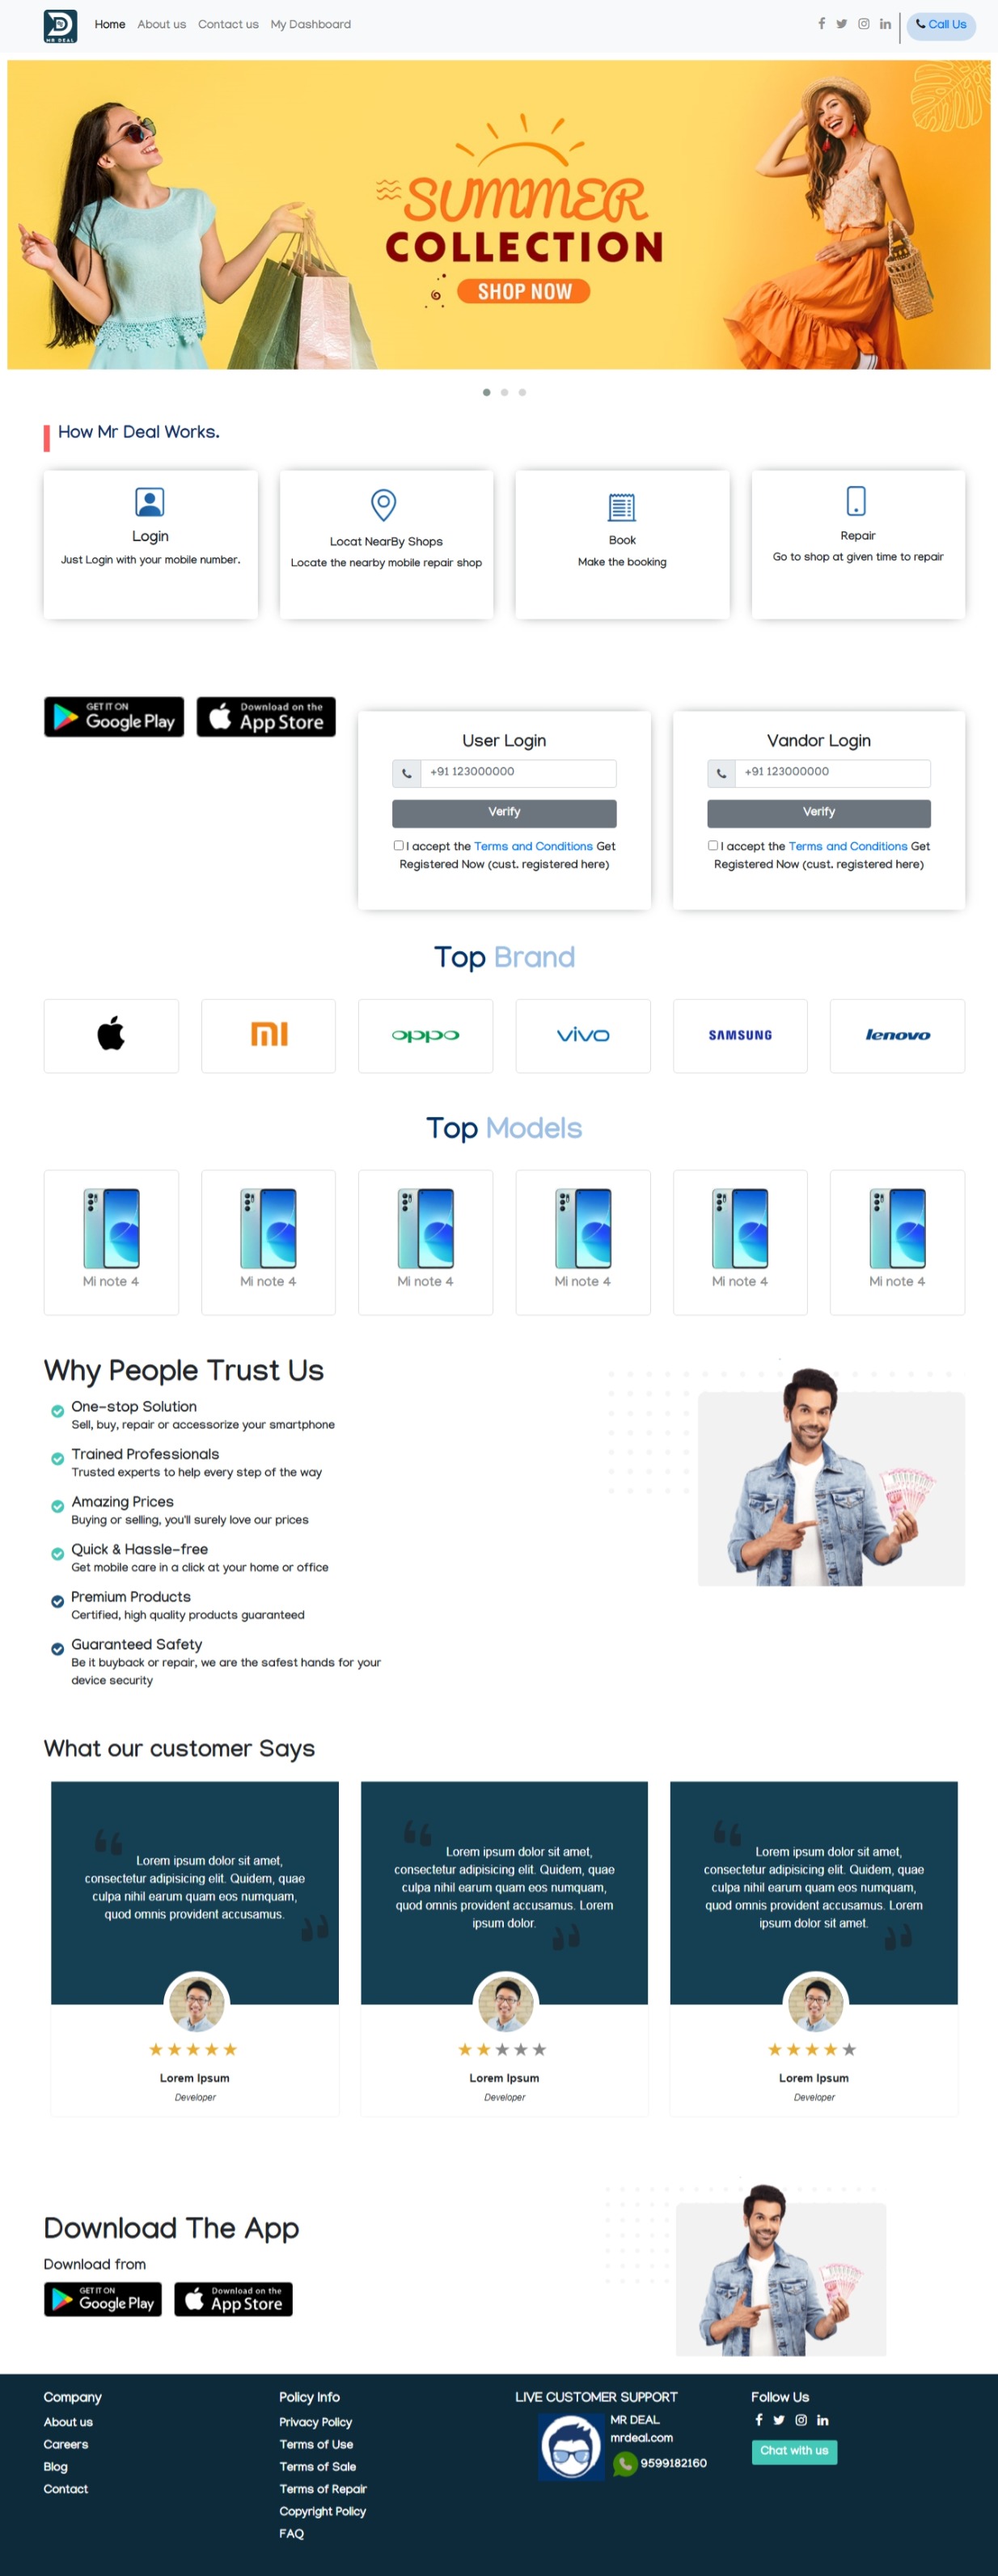 MR DEAL
Home About us Contact us My Dashboard
Call Us
SUMMER
COLLECTION
SHOP NOW
How Mr Deal Works.
Login
Just Login with your mobile number.
Locat NearBy Shops
Locate the nearby mobile repair shop
Book
Make the booking
Repair
Go to shop at given time to repair
GET IT ON
Google Play
Download on the
App Store
User Login
+91 123000000
Verify
I accept the Terms and Conditions Get
Registered Now (cust. registered here)
Vandor Login
+91 123000000
Verify
I accept the Terms and Conditions Get
Registered Now (cust. registered here)
Top Brand
mi
oppo
vivo
SAMSUNG
lenovo
Top Models
Mi note 4
Mi note 4
Mi note 4
Mi note 4
Mi note 4
Mi note 4
Why People Trust Us
One-stop Solution
Sell, buy, repair or accessorize your smartphone
Trained Professionals
Trusted experts to help every step of the way
Amazing Prices
Buying or selling, you'll surely love our prices
Quick & Hassle-free
Get mobile care in a click at your home or office
Premium Products
Certified, high quality products guaranteed
Guaranteed Safety
Be it buyback or repair, we are the safest hands for your
device security
What our customer Says
Lorem ipsum dolor sit amet,
consectetur adipisicing elit. Quidem, quae
culpa nihil earum quam eos numquam,
quod omnis provident accusamus.
Lorem Ipsum
Developer
Lorem ipsum dolor sit amet,
consectetur adipisicing elit. Quidem, quae
culpa nihil earum quam eos numquam,
quod omnis provident accusamus. Lorem
ipsum dolor.
Lorem Ipsum
Developer
Lorem ipsum dolor sit amet,
consectetur adipisicing elit. Quidem, quae
culpa nihil earum quam eos numquam,
quod omnis provident accusamus. Lorem
ipsum dolor sit amet.
Lorem Ipsum
Developer
Download The App
Download from
GET IT ON
Google Play
Download on the
App Store
Company
About us
Careers
Blog
Contact
Policy Info
Privacy Policy
Terms of Use
Terms of Sale
Terms of Repair
Copyright Policy
FAQ
LIVE CUSTOMER SUPPORT
MR DEAL
mrdeal.com
9599182160
Follow Us
Chat with us